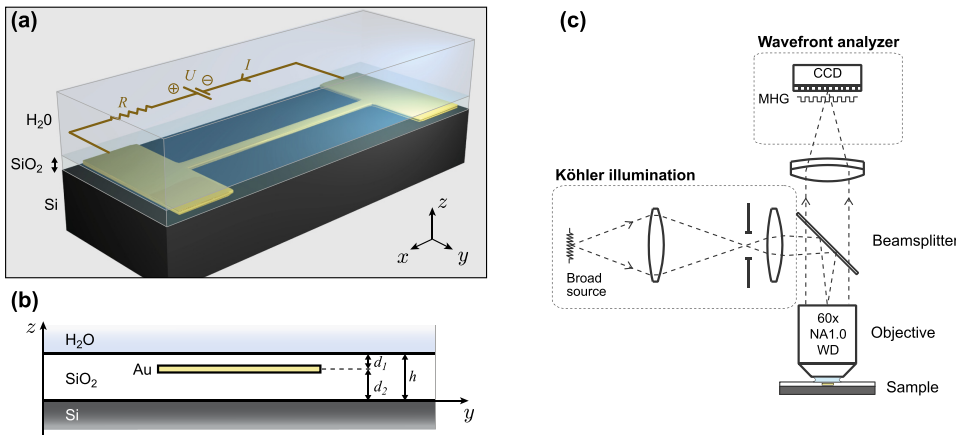 (a)
U
I
R
H₂0
SiO₂
Si
z
x
y
(b)
z
H₂O
Au
SiO₂
d₁
d₂
h
Si
y
(c)
Wavefront analyzer
CCD
MHG
Köhler illumination
Broad
source
Beamsplitter
60x
NA1.0
WD
Objective
Sample